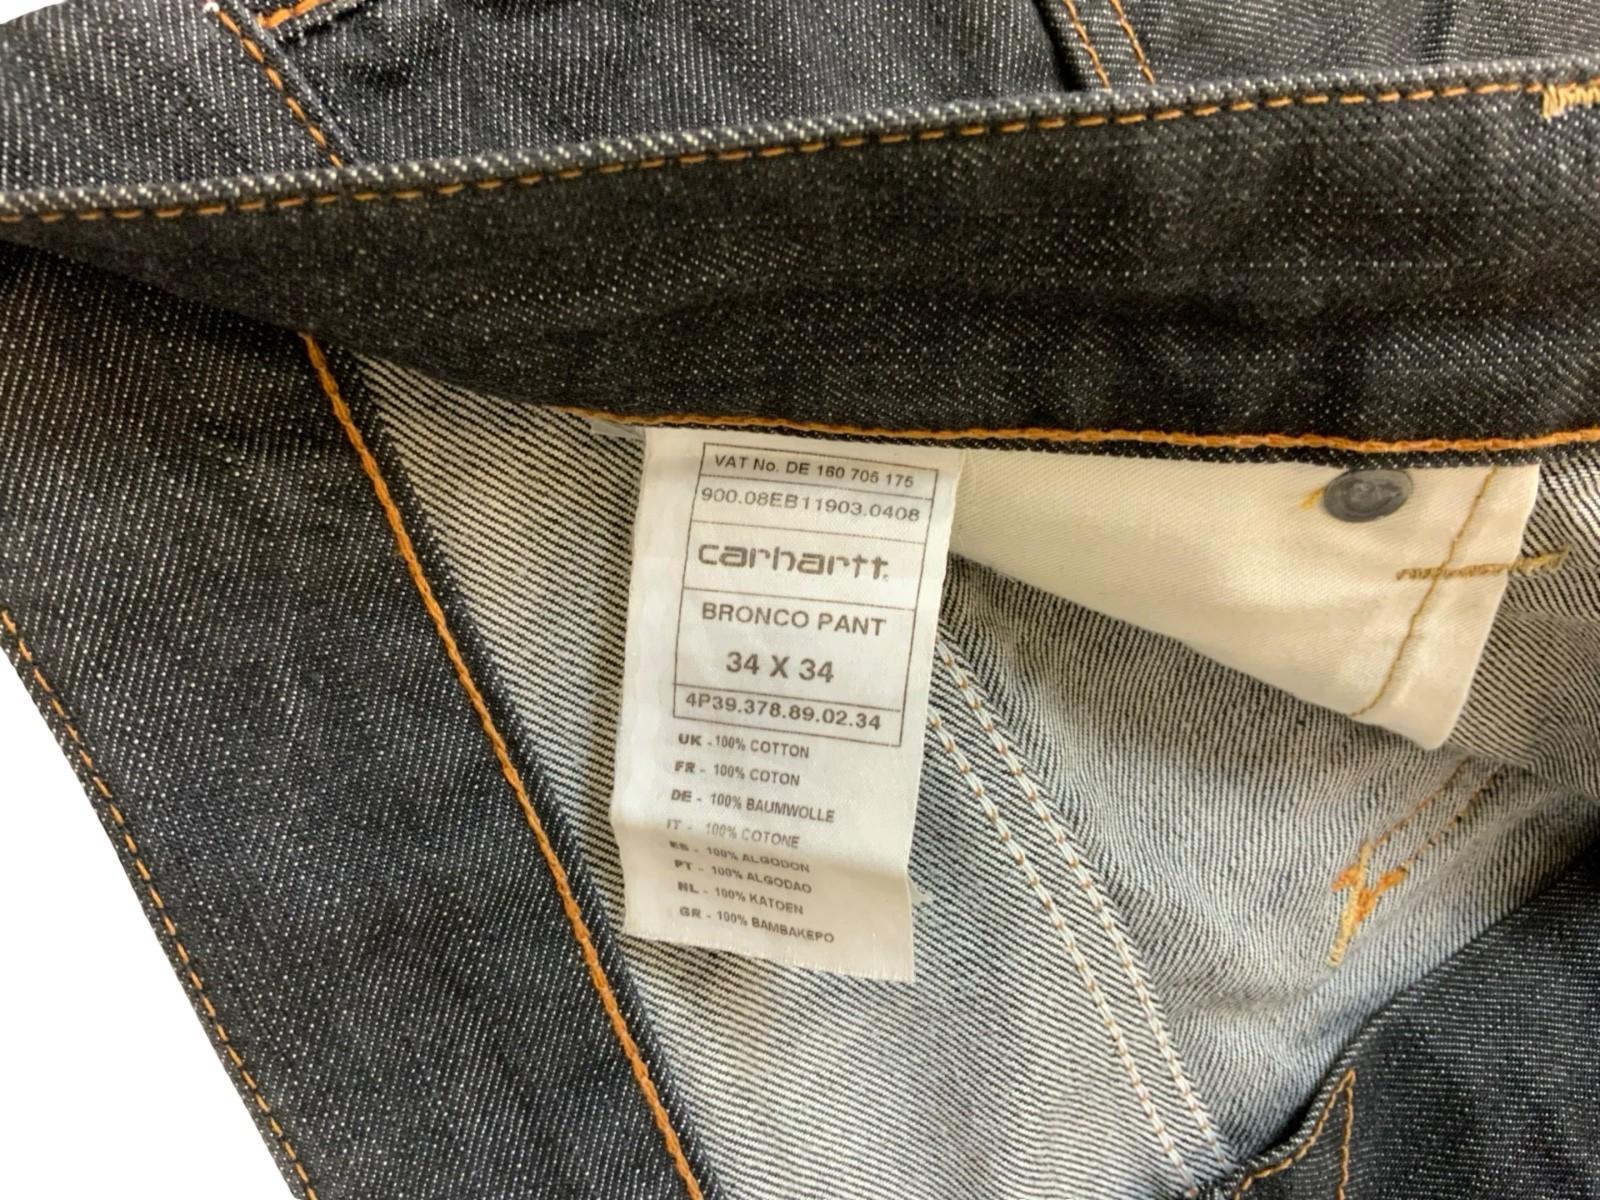 VAT No. DE 160 705 175
900.08EB11903.0408
carhartt.
BRONCO PANT
34 X 34
4P39.378.89.02.34
UK - 100% COTTON
FR - 100% COTON
DE - 100% BAUMWOLLE
IT - 100% COTONE
ES - 100% ALGODON
PT - 100% ALGODAO
NL - 100% KATOEN
GR - 100% BAMBAKEPO